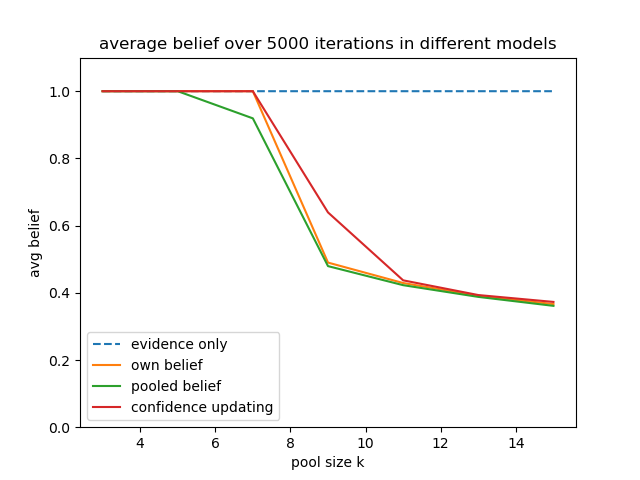 average belief over 5000 iterations in different models
avg belief
1.0
0.8
0.6
0.4
0.2
0.0
evidence only
own belief
pooled belief
confidence updating
4 6 8 10 12 14
pool size k